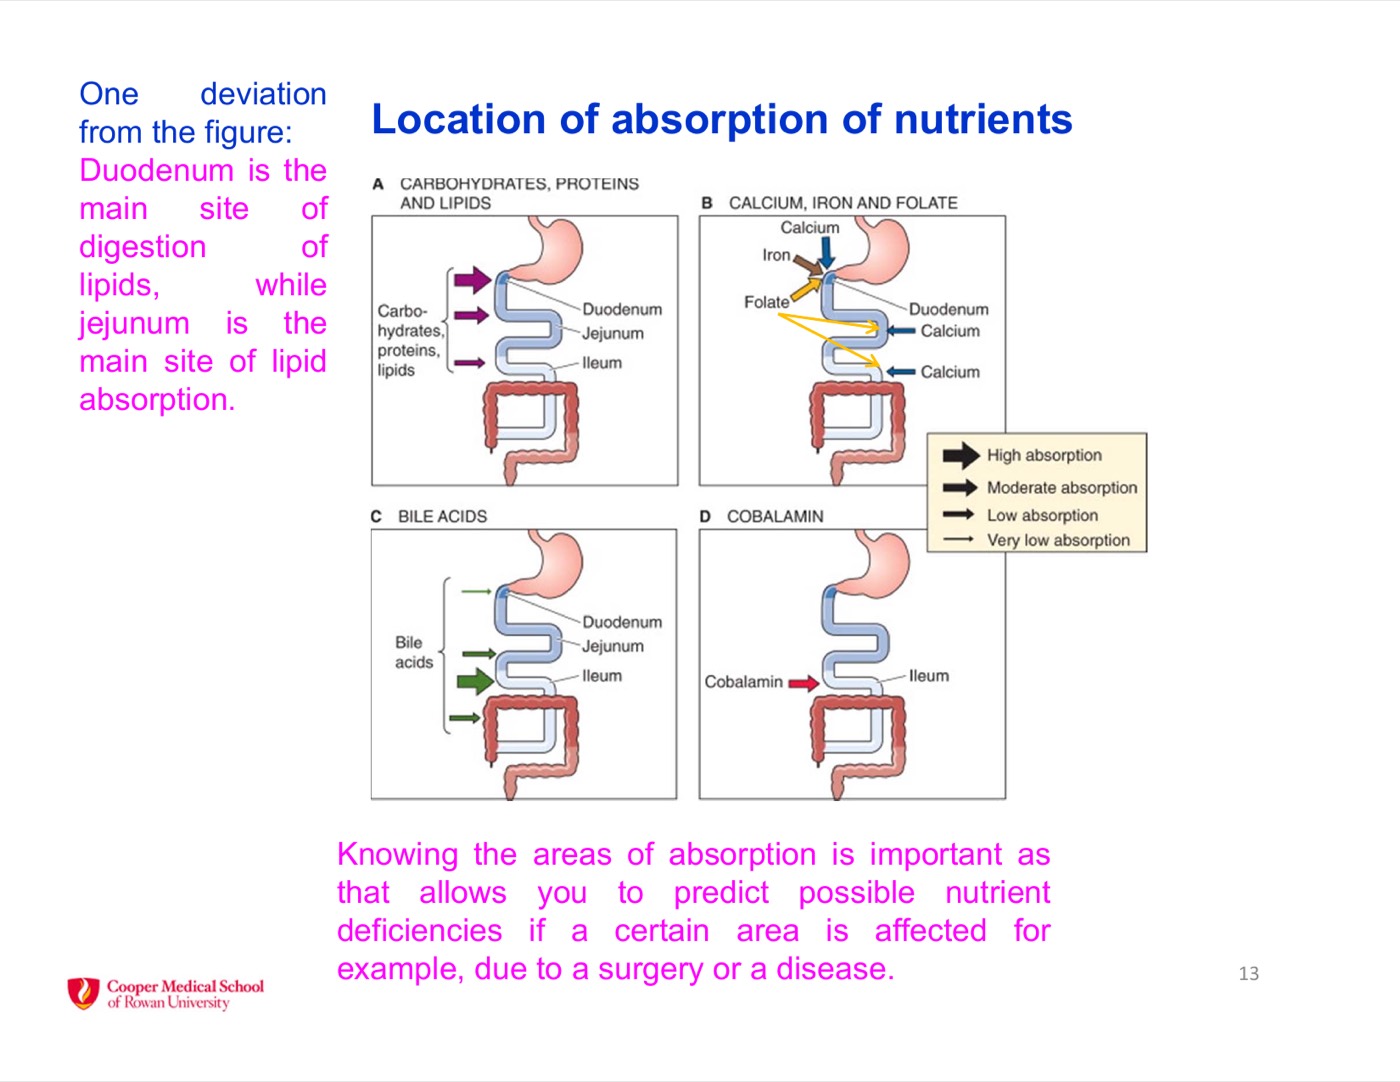 One deviation
from the figure:
Duodenum is the
main site of
digestion of
lipids, while
jejunum is the
main site of lipid
absorption.
Location of absorption of nutrients
A CARBOHYDRATES, PROTEINS
AND LIPIDS
Carbo-
hydrates,
proteins,
lipids
Duodenum
Jejunum
Ileum
B CALCIUM, IRON AND FOLATE
Calcium
Iron
Folate
Duodenum
Calcium
Calcium
High absorption
Moderate absorption
Low absorption
Very low absorption
C BILE ACIDS
Bile
acids
Duodenum
Jejunum
Ileum
D COBALAMIN
Cobalamin
Ileum
Knowing the areas of absorption is important as
that allows you to predict possible nutrient
deficiencies if a certain area is affected for
example, due to a surgery or a disease.
Cooper Medical School
of Rowan University
13